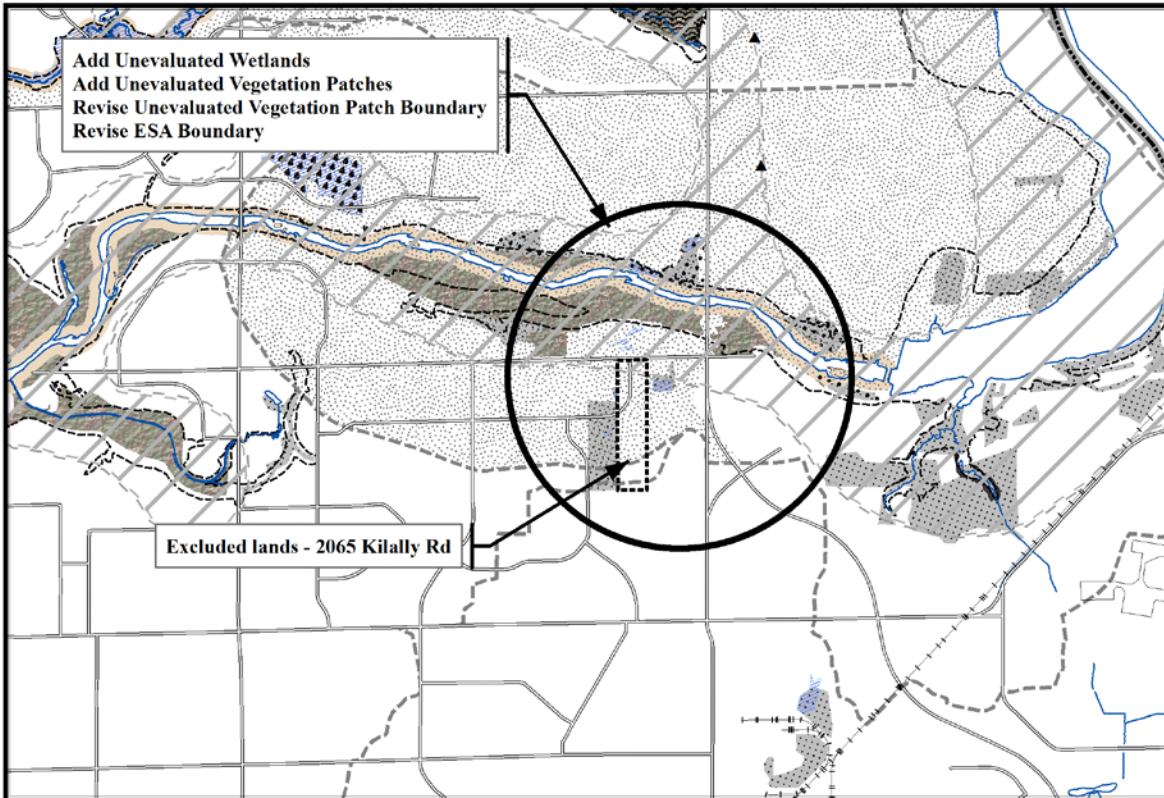 Add Unevaluated Wetlands
Add Unevaluated Vegetation Patches
Revise Unevaluated Vegetation Patch Boundary
Revise ESA Boundary
Excluded lands - 2065 Kilally Rd